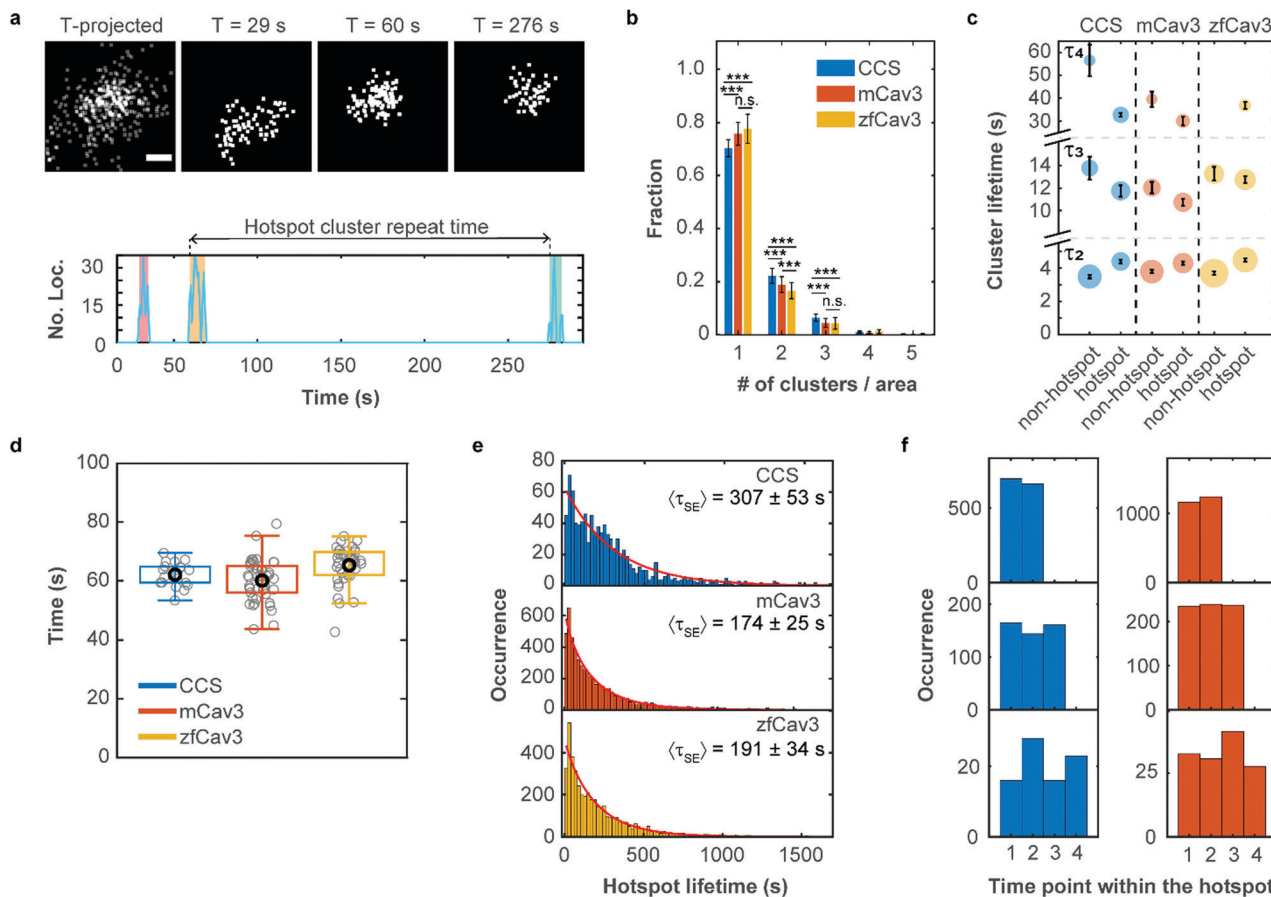 a
T-projected
T = 29 s
T = 60 s
T = 276 s
Hotspot cluster repeat time
No. Loc.
35
15
0
0
50
100
150
200
250
Time (s)
b
CCS
mCav3
zfCav3
***
***
n.s.
***
***
***
***
***
n.s.
Fraction
1.0
0.8
0.6
0.4
0.2
0
1
2
3
4
5
# of clusters / area
c
CCS
mCav3
zfCav3
τ4
τ3
τ2
Cluster lifetime (s)
60
50
40
30
14
12
10
6
4
2
0
non-hotspot
hotspot
non-hotspot
hotspot
non-hotspot
hotspot
d
Time (s)
100
80
60
40
20
0
CCS
mCav3
zfCav3
e
Occurrence
80
60
40
20
0
CCS
⟨τSE⟩ = 307 ± 53 s
600
400
200
0
mCav3
⟨τSE⟩ = 174 ± 25 s
400
200
0
zfCav3
⟨τSE⟩ = 191 ± 34 s
0
500
1000
1500
Hotspot lifetime (s)
f
Occurrence
500
0
1000
0
200
100
0
200
100
0
20
0
25
0
1
2
3
4
1
2
3
4
Time point within the hotspot